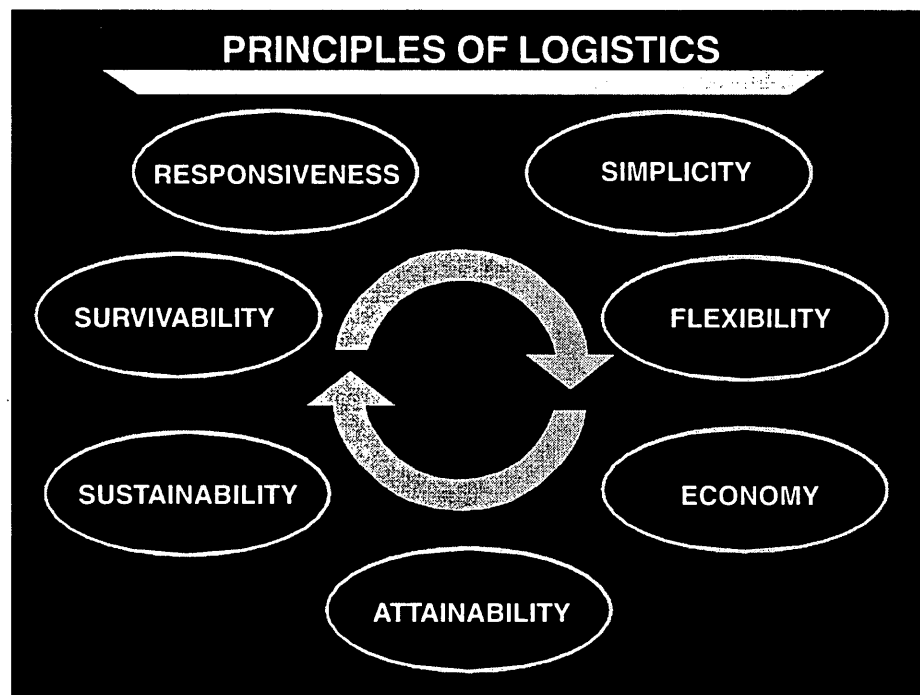 PRINCIPLES OF LOGISTICS
RESPONSIVENESS
SIMPLICITY
SURVIVABILITY
FLEXIBILITY
SUSTAINABILITY
ECONOMY
ATTAINABILITY